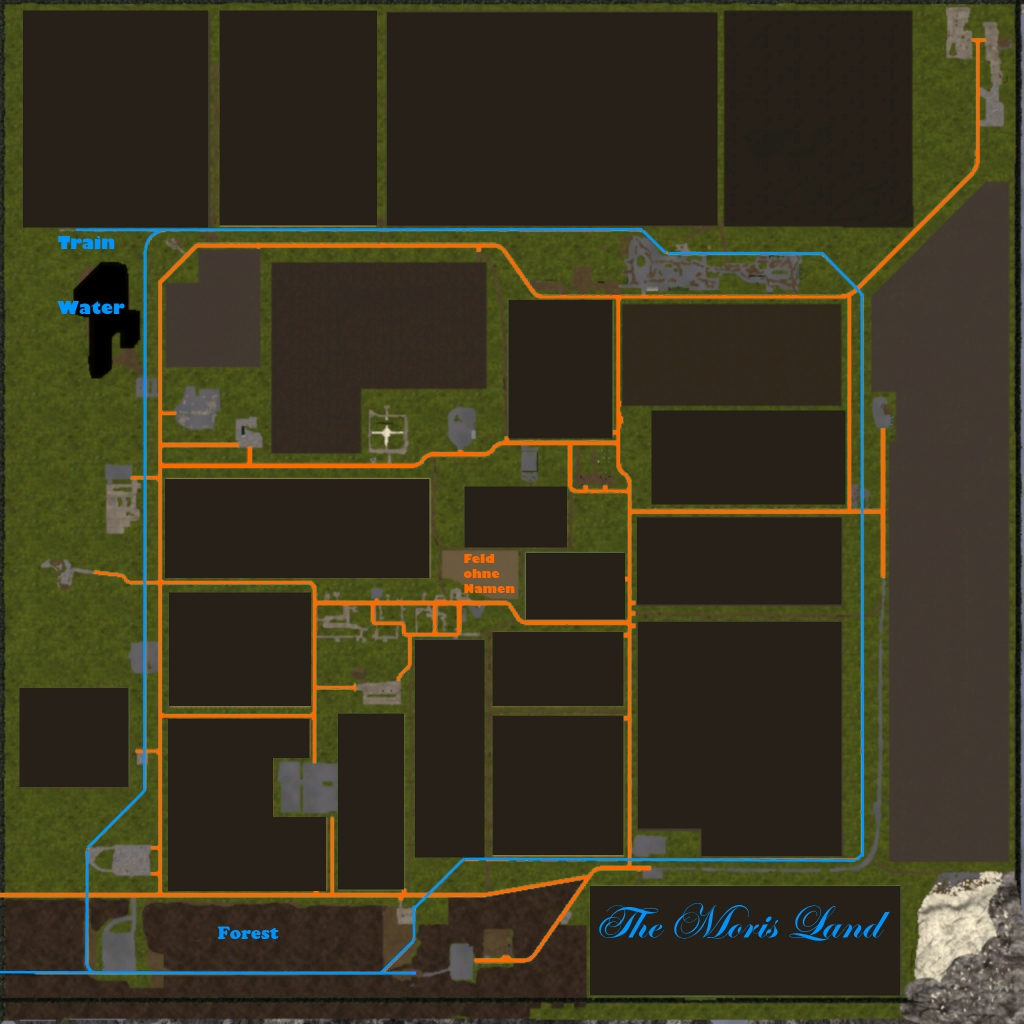 Train
Water
Feld
ohne
Namen
Forest
The Moris Land